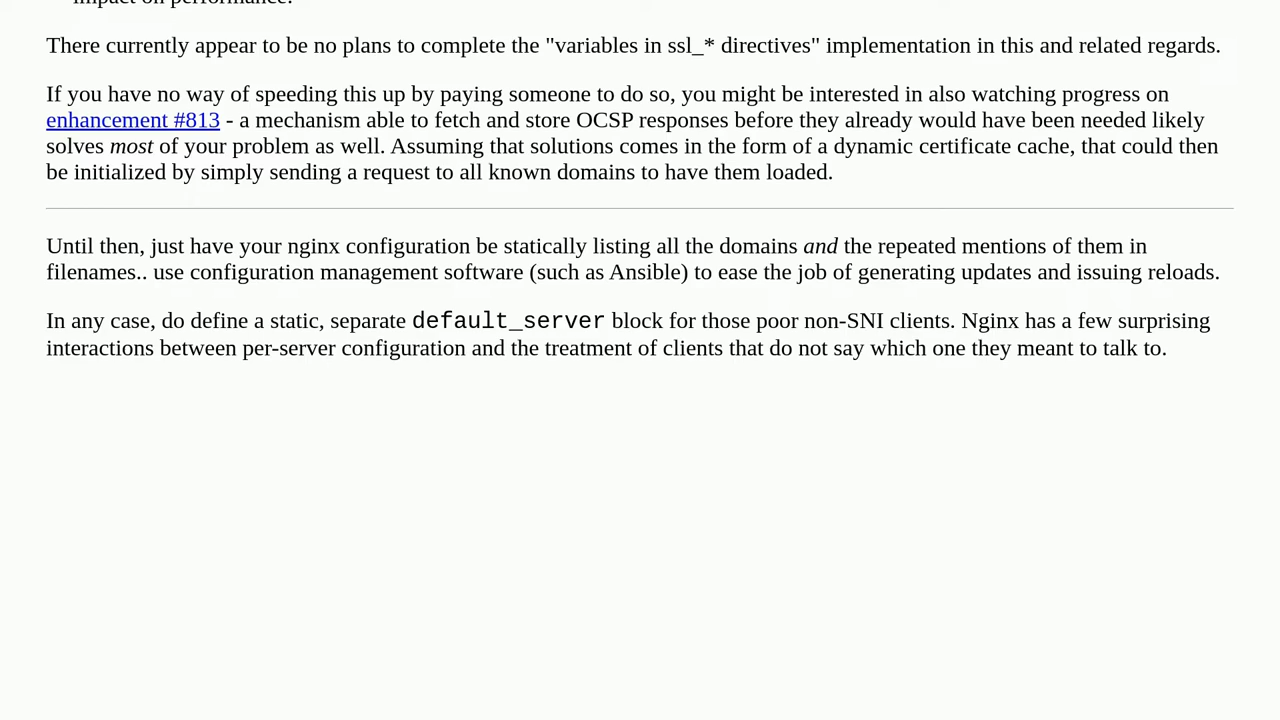 impact on performance.
There currently appear to be no plans to complete the "variables in ssl_* directives" implementation in this and related regards.
If you have no way of speeding this up by paying someone to do so, you might be interested in also watching progress on
enhancement #813 - a mechanism able to fetch and store OCSP responses before they already would have been needed likely
solves most of your problem as well. Assuming that solutions comes in the form of a dynamic certificate cache, that could then
be initialized by simply sending a request to all known domains to have them loaded.
Until then, just have your nginx configuration be statically listing all the domains and the repeated mentions of them in
filenames.. use configuration management software (such as Ansible) to ease the job of generating updates and issuing reloads.
In any case, do define a static, separate default_server block for those poor non-SNI clients. Nginx has a few surprising
interactions between per-server configuration and the treatment of clients that do not say which one they meant to talk to.